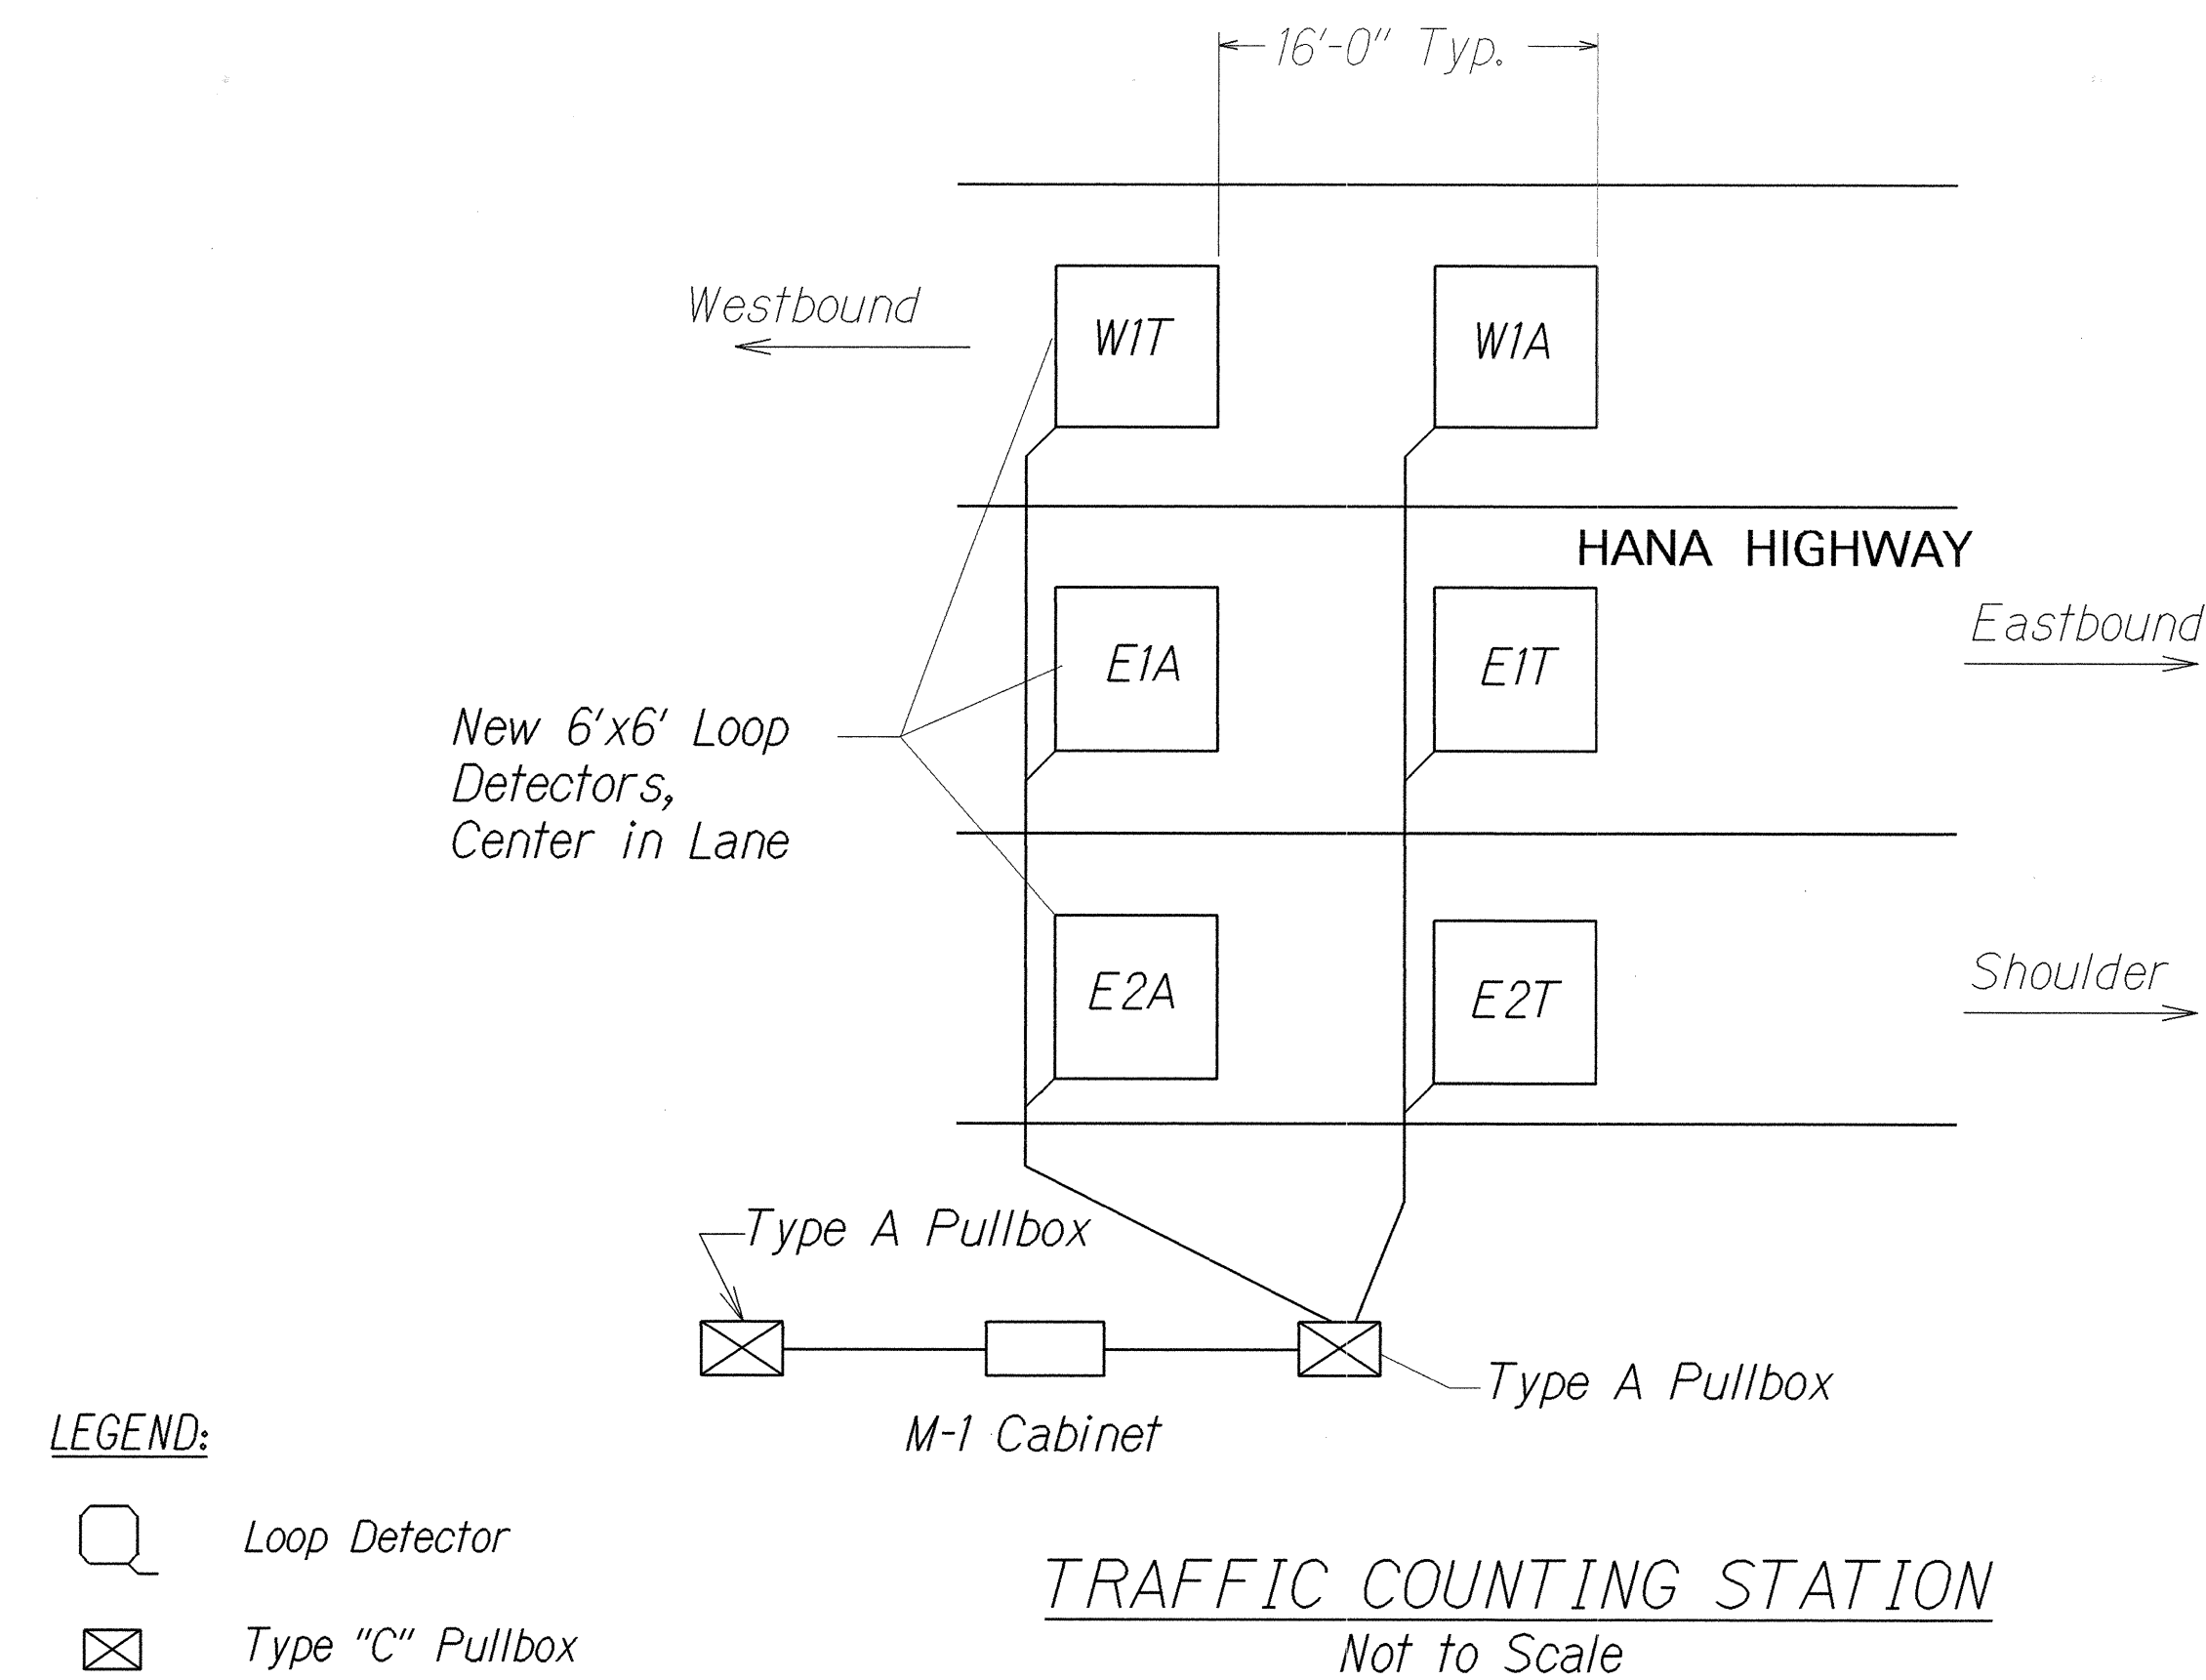 16'-0" Typ.
Westbound
W1T
W1A
HANA HIGHWAY
E1A
E1T
Eastbound
New 6'x6' Loop
Detectors,
Center in Lane
E2A
E2T
Shoulder
Type A Pullbox
Type A Pullbox
M-1 Cabinet
LEGEND:
Loop Detector
Type "C" Pullbox
TRAFFIC COUNTING STATION
Not to Scale